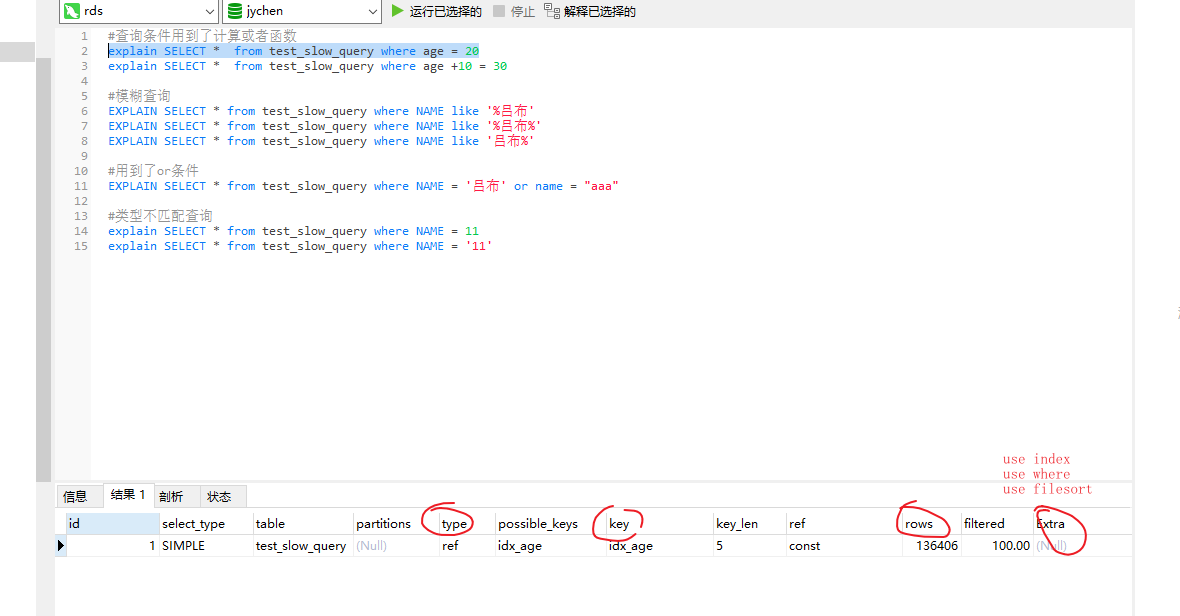 rds jychen 运行已选择的 停止 解释已选择的
1 #查询条件用到了计算或者函数
2 explain SELECT *  from test_slow_query where age = 20
3 explain SELECT *  from test_slow_query where age +10 = 30
4
5 #模糊查询
6 EXPLAIN SELECT * from test_slow_query where NAME like '%吕布'
7 EXPLAIN SELECT * from test_slow_query where NAME like '%吕布%'
8 EXPLAIN SELECT * from test_slow_query where NAME like '吕布%'
9
10 #用到了or条件
11 EXPLAIN SELECT * from test_slow_query where NAME = '吕布' or name = "aaa"
12
13 #类型不匹配查询
14 explain SELECT * from test_slow_query where NAME = 11
15 explain SELECT * from test_slow_query where NAME = '11'
use index
use where
use filesort
信息 结果 1 剖析 状态
id select_type table partitions type possible_keys key key_len ref rows filtered Extra
1 SIMPLE test_slow_query (Null) ref idx_age idx_age 5 const 136406 100.00 (Null)